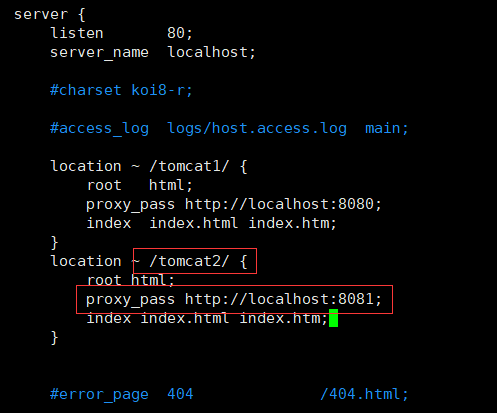 server {
listen 80;
server_name localhost;
#charset koi8-r;
#access_log logs/host.access.log main;
location ~ /tomcat1/ {
root html;
proxy_pass http://localhost:8080;
index index.html index.htm;
}
location ~ /tomcat2/ {
root html;
proxy_pass http://localhost:8081;
index index.html index.htm;
}
#error_page 404 /404.html;